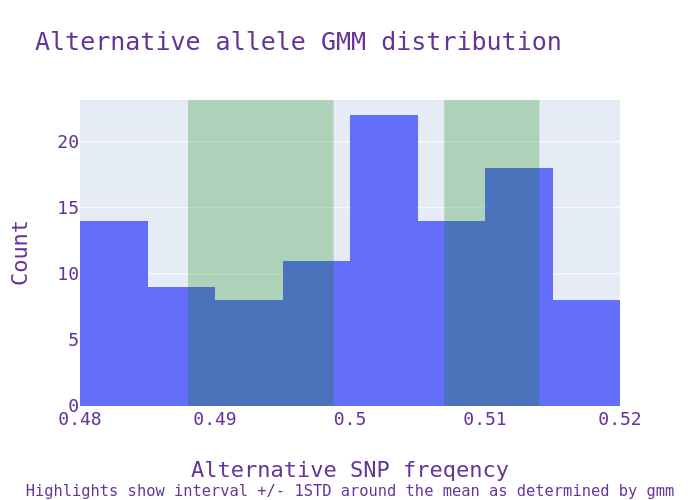 Alternative allele GMM distribution
Count
20
15
10
5
0
0.48
0.49
0.5
0.51
0.52
Alternative SNP freqency
Highlights show interval +/- 1STD around the mean as determined by gmm